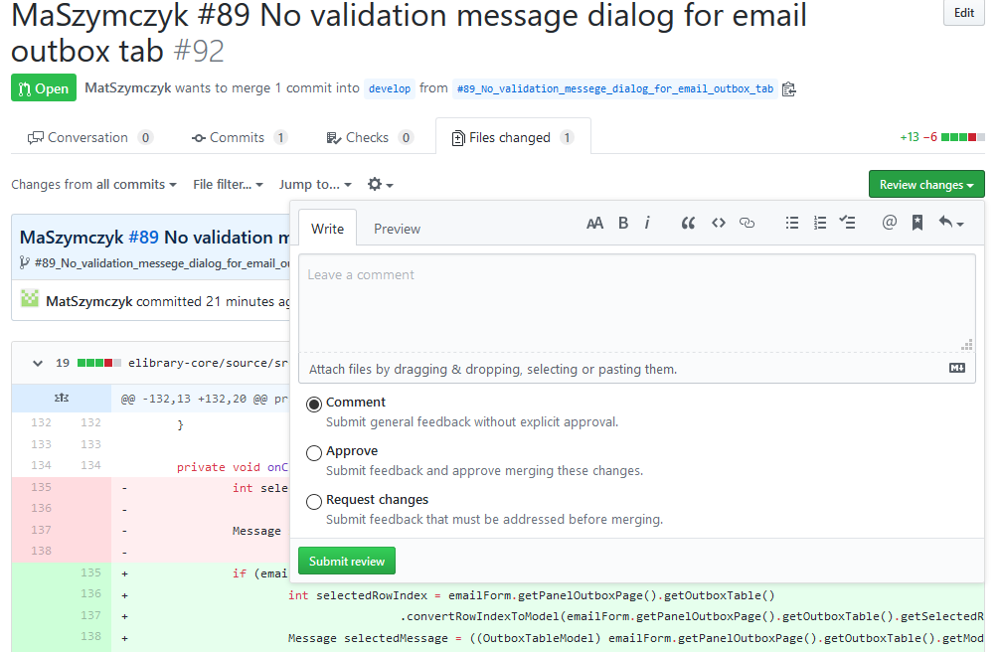 MaSzymczyk #89 No validation message dialog for email
outbox tab #92
Edit
Open MatSzymczyk wants to merge 1 commit into develop from #89_No_validation_messege_dialog_for_email_outbox_tab
Conversation 0 Commits 1 Checks 0 Files changed 1 +13 −6
Changes from all commits File filter... Jump to... Review changes
MaSzymczyk #89 No validation
#89_No_validation_messege_dialog_for_email
MatSzymczyk committed 21 minutes
Write Preview AA B i @
Leave a comment
Attach files by dragging & dropping, selecting or pasting them.
Comment
Submit general feedback without explicit approval.
Approve
Submit feedback and approve merging these changes.
Request changes
Submit feedback that must be addressed before merging.
Submit review
19 elibrary-core/source/sr
@@ -132,13 +132,20 @@ pr
132 132 }
133 133
134 134 private void onC
135 - int sele
136 -
137 - Message
138 -
135 + if (emai
136 + int selectedRowIndex = emailForm.getPanelOutboxPage().getOutboxTable()
137 + .convertRowIndexToModel(emailForm.getPanelOutboxPage().getOutboxTable().getSelectedR
138 + Message selectedMessage = ((OutboxTableModel) emailForm.getPanelOutboxPage().getOutboxTable().getMod